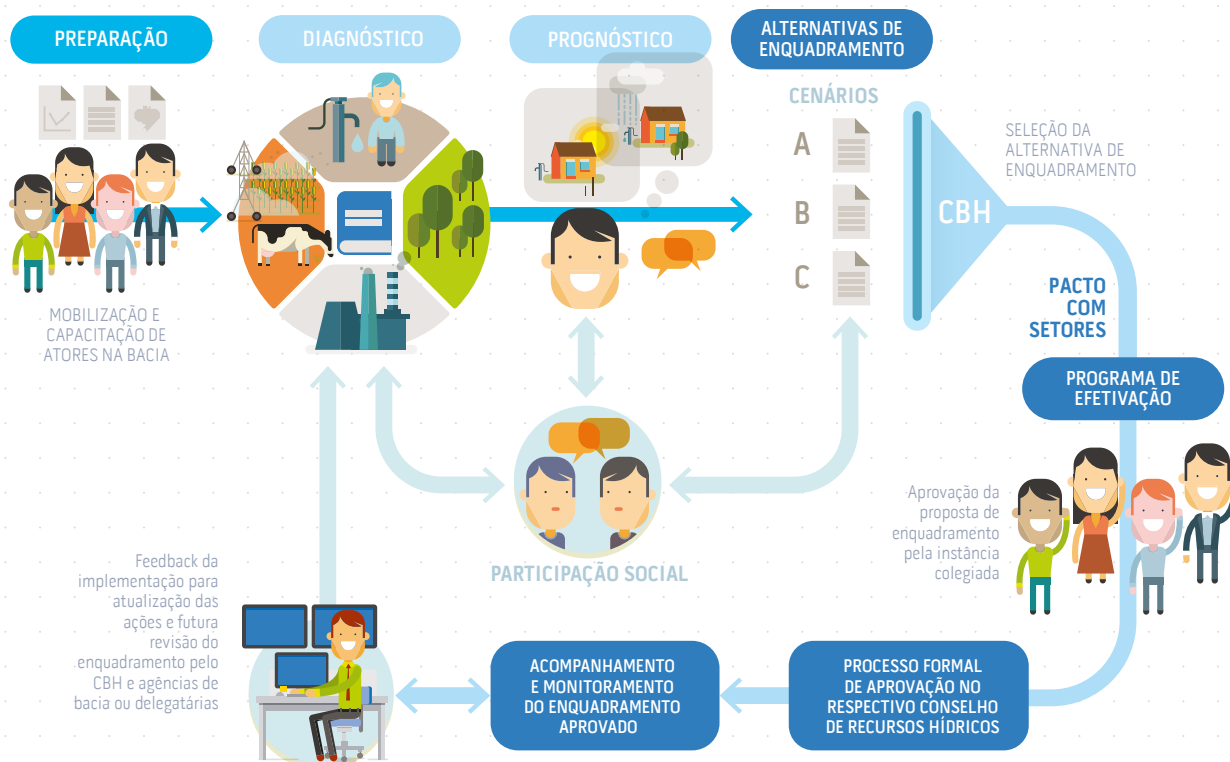 PREPARAÇÃO
DIAGNÓSTICO
PROGNÓSTICO
ALTERNATIVAS DE
ENQUADRAMENTO
CENÁRIOS
A
B
C
CBH
SELEÇÃO DA
ALTERNATIVA DE
ENQUADRAMENTO
MOBILIZAÇÃO E
CAPACITAÇÃO DE
ATORES NA BACIA
PACTO
COM
SETORES
PROGRAMA DE
EFETIVAÇÃO
Aprovação da
proposta de
enquadramento
pela instância
colegiada
PARTICIPAÇÃO SOCIAL
Feedback da
implementação para
atualização das
ações e futura
revisão do
enquadramento pelo
CBH e agências de
bacia ou delegatárias
ACOMPANHAMENTO
E MONITORAMENTO
DO ENQUADRAMENTO
APROVADO
PROCESSO FORMAL
DE APROVAÇÃO NO
RESPECTIVO CONSELHO
DE RECURSOS HÍDRICOS